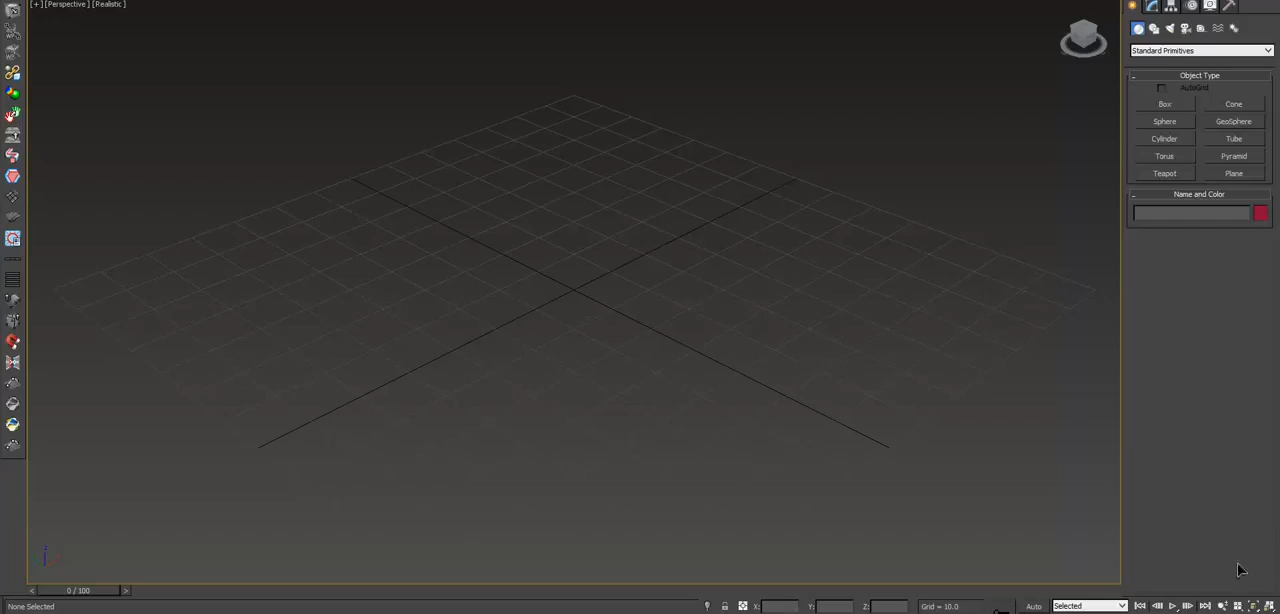 [+] [Perspective] [Realistic]
Standard Primitives
Object Type
AutoGrid
Box Cone
Sphere GeoSphere
Cylinder Tube
Torus Pyramid
Teapot Plane
Name and Color
< 0 / 100 >
None Selected X: Y: Z: Grid = 10.0 Auto Selected